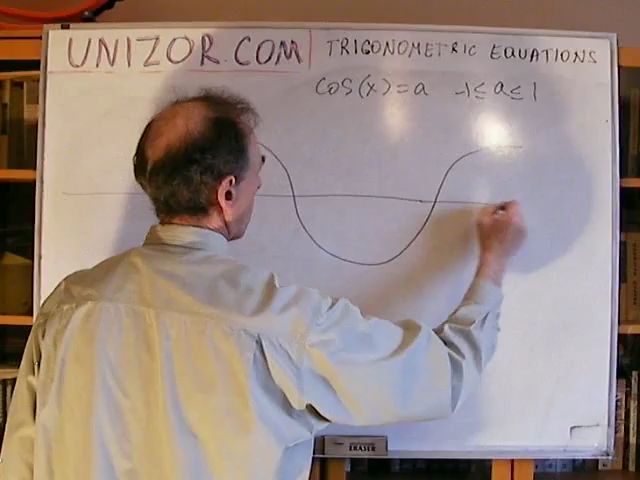 UNIZOR.COM TRIGONOMETRIC EQUATIONS
cos(x)=a -1≤a≤1
ERASER